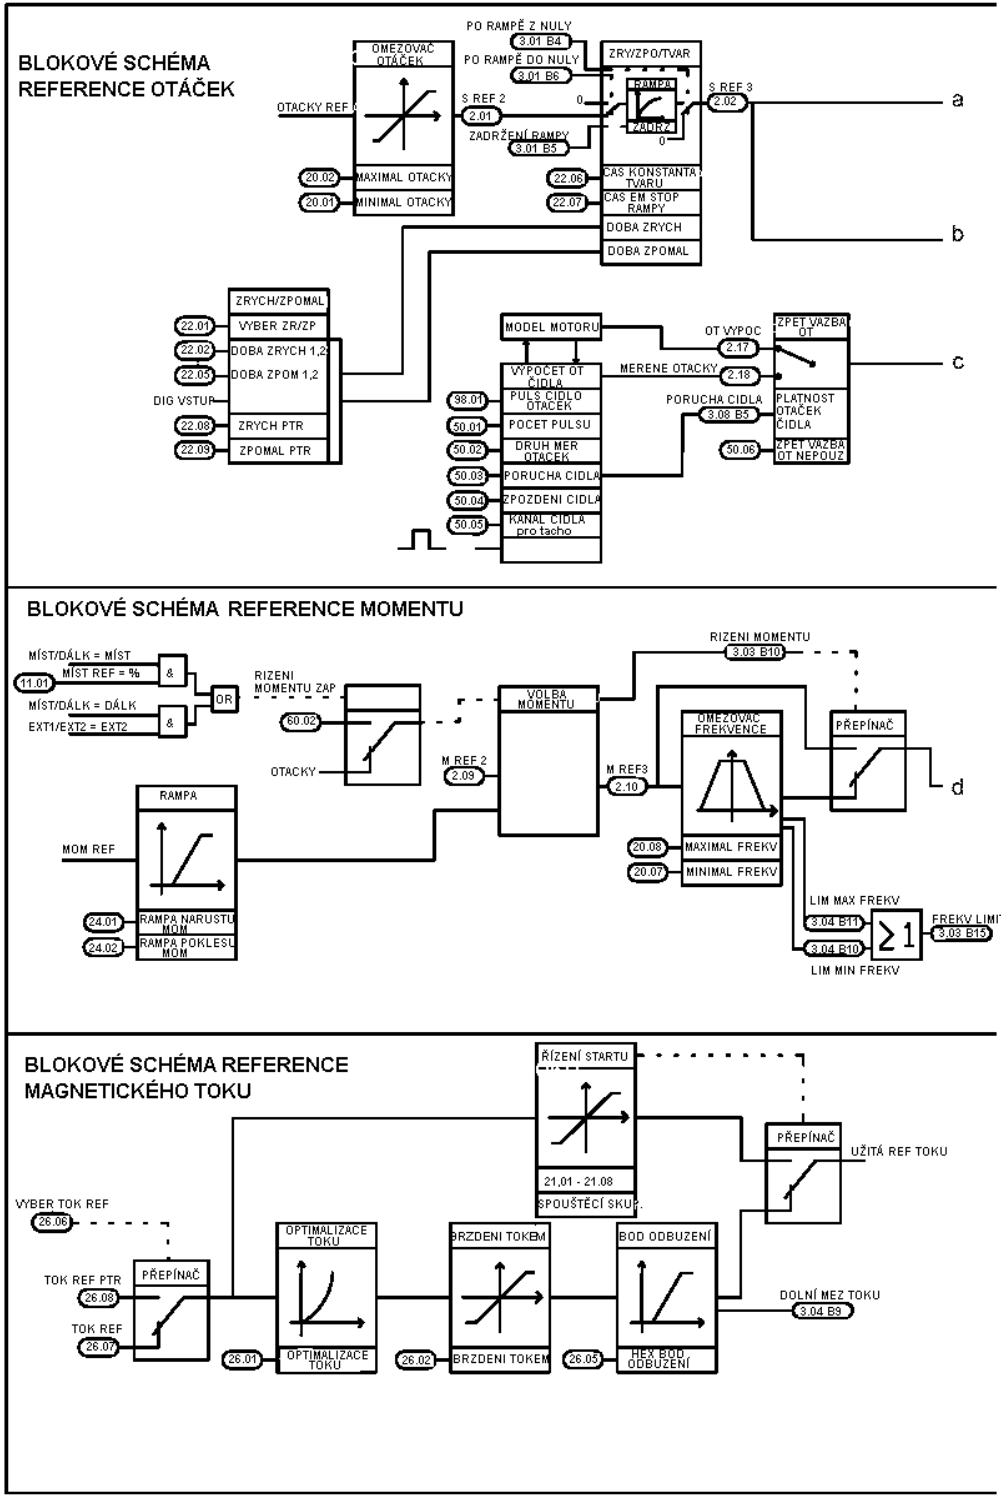 BLOKOVÉ SCHÉMA
REFERENCE OTÁČEK
OTACKY REF
OMEZOVAČ
OTÁČEK
20.02
MAXIMAL OTACKY
20.01
MINIMAL OTACKY
S REF 2
2.01
PO RAMPĚ Z NULY
3.01 B4
PO RAMPĚ DO NULY
3.01 B6
0
ZADRŽENÍ RAMPY
3.01 B5
ZRY/ZPO/TVAR
RAMPA
ZADRZ
0
22.06
CAS KONSTANTA
TVARU
22.07
CAS EM STOP
RAMPY
DOBA ZRYCH
DOBA ZPOMAL
S REF 3
2.02
a
b
ZRYCH/ZPOMAL
22.01
VYBER ZR/ZP
22.02
DOBA ZRYCH 1,2
22.05
DOBA ZPOM 1,2
DIG VSTUP
22.08
ZRYCH PTR
22.09
ZPOMAL PTR
MODEL MOTORU
VYPOCET OT
ČIDLA
98.01
PULS CIDLO
OTACEK
50.01
POCET PULSU
50.02
DRUH MER
OTACEK
50.03
PORUCHA CIDLA
50.04
ZPOZDENI CIDLA
50.05
KANAL CIDLA
pro tacho
OT VYPOC
2.17
MERENE OTACKY
2.18
PORUCHA CIDLA
3.08 B5
50.06
ZPET VAZBA
OT
PLATNOST
OTAČEK
ČIDLA
ZPET VAZBA
OT NEPOUZ
c
BLOKOVÉ SCHÉMA REFERENCE MOMENTU
MÍST/DÁLK = MÍST
11.01
MÍST REF = %
&
MÍST/DÁLK = DÁLK
EXT1/EXT2 = EXT2
&
OR
RIZENI
MOMENTU ZAP
60.02
OTACKY
RAMPA
MOM REF
24.01
RAMPA NARUSTU
MOM
24.02
RAMPA POKLESU
MOM
M REF 2
2.09
VOLBA
MOMENTU
RIZENI MOMENTU
3.03 B10
M REF3
2.10
OMEZOVAC
FREKVENCE
20.08
MAXIMAL FREKV
20.07
MINIMAL FREKV
PŘEPÍNAČ
d
LIM MAX FREKV
3.04 B11
3.04 B10
LIM MIN FREKV
∑ 1
FREKV LIMI
3.03 B15
BLOKOVÉ SCHÉMA REFERENCE
MAGNETICKÉHO TOKU
ŘÍZENÍ STARTU
21,01 - 21.08
SPOUŠTĚCÍ SKUP.
PŘEPÍNAČ
UŽITÁ REF TOKU
VYBER TOK REF
26.06
TOK REF PTR
26.08
TOK REF
26.07
PŘEPÍNAČ
OPTIMALIZACE
TOKU
26.01
OPTIMALIZACE
TOKU
BRZDENI TOKEM
26.02
BRZDENI TOKEM
BOD ODBUZENÍ
26.05
HEX BOD
ODBUZENÍ
DOLNÍ MEZ TOKU
3.04 B9